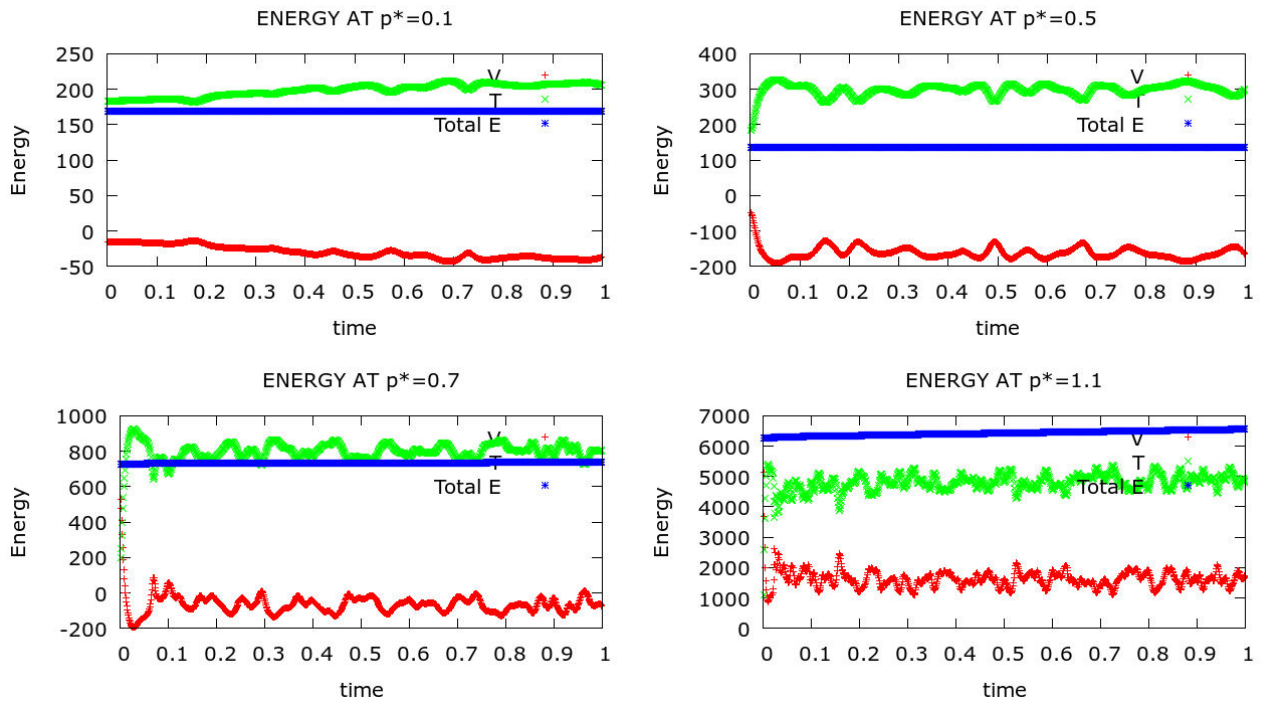 ENERGY AT p*=0.1
250
200
150
100
50
0
-50
Energy
V
T
Total E
0 0.1 0.2 0.3 0.4 0.5 0.6 0.7 0.8 0.9 1
time
ENERGY AT p*=0.5
400
300
200
100
0
-100
-200
Energy
V
T
Total E
0 0.1 0.2 0.3 0.4 0.5 0.6 0.7 0.8 0.9 1
time
ENERGY AT p*=0.7
1000
800
600
400
200
0
-200
Energy
V
T
Total E
0 0.1 0.2 0.3 0.4 0.5 0.6 0.7 0.8 0.9 1
time
ENERGY AT p*=1.1
7000
6000
5000
4000
3000
2000
1000
0
Energy
V
T
Total E
0 0.1 0.2 0.3 0.4 0.5 0.6 0.7 0.8 0.9 1
time